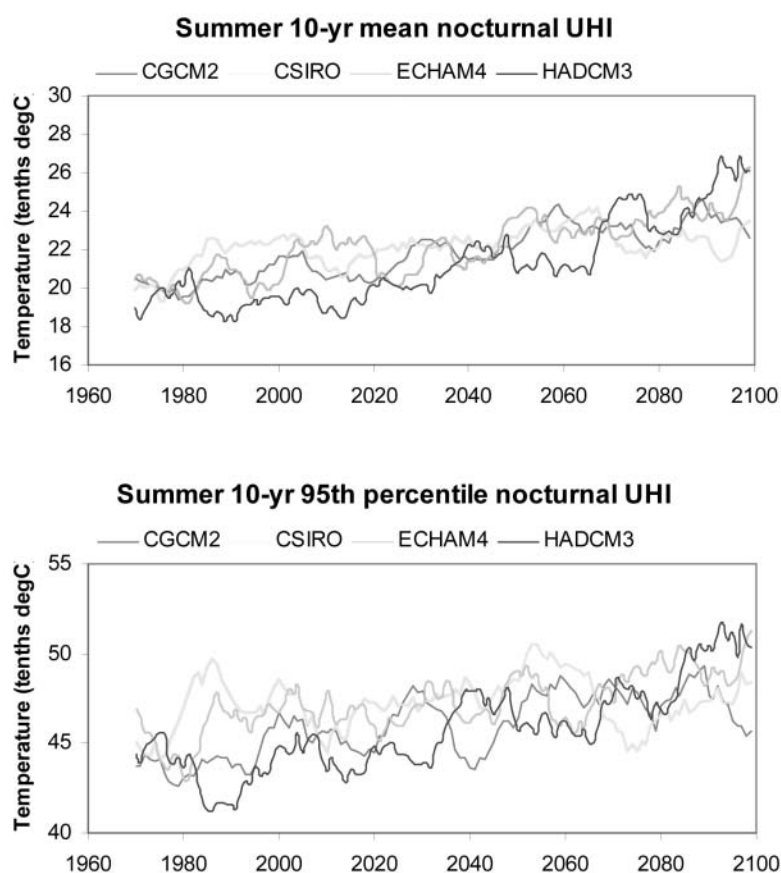 Summer 10-yr mean nocturnal UHI
CGCM2 CSIRO ECHAM4 HADCM3
Temperature (tenths degC)
30
28
26
24
22
20
18
16
1960 1980 2000 2020 2040 2060 2080 2100
Summer 10-yr 95th percentile nocturnal UHI
CGCM2 CSIRO ECHAM4 HADCM3
Temperature (tenths degC)
55
50
45
40
1960 1980 2000 2020 2040 2060 2080 2100